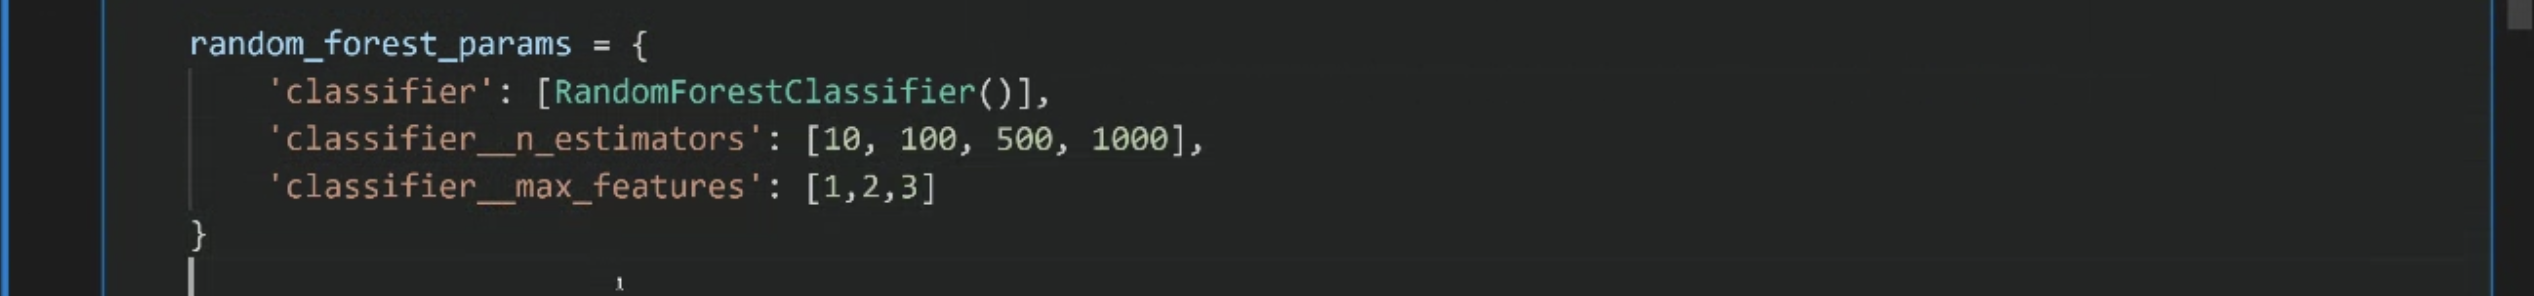 random_forest_params = {
    'classifier': [RandomForestClassifier()],
    'classifier__n_estimators': [10, 100, 500, 1000],
    'classifier__max_features': [1,2,3]
}